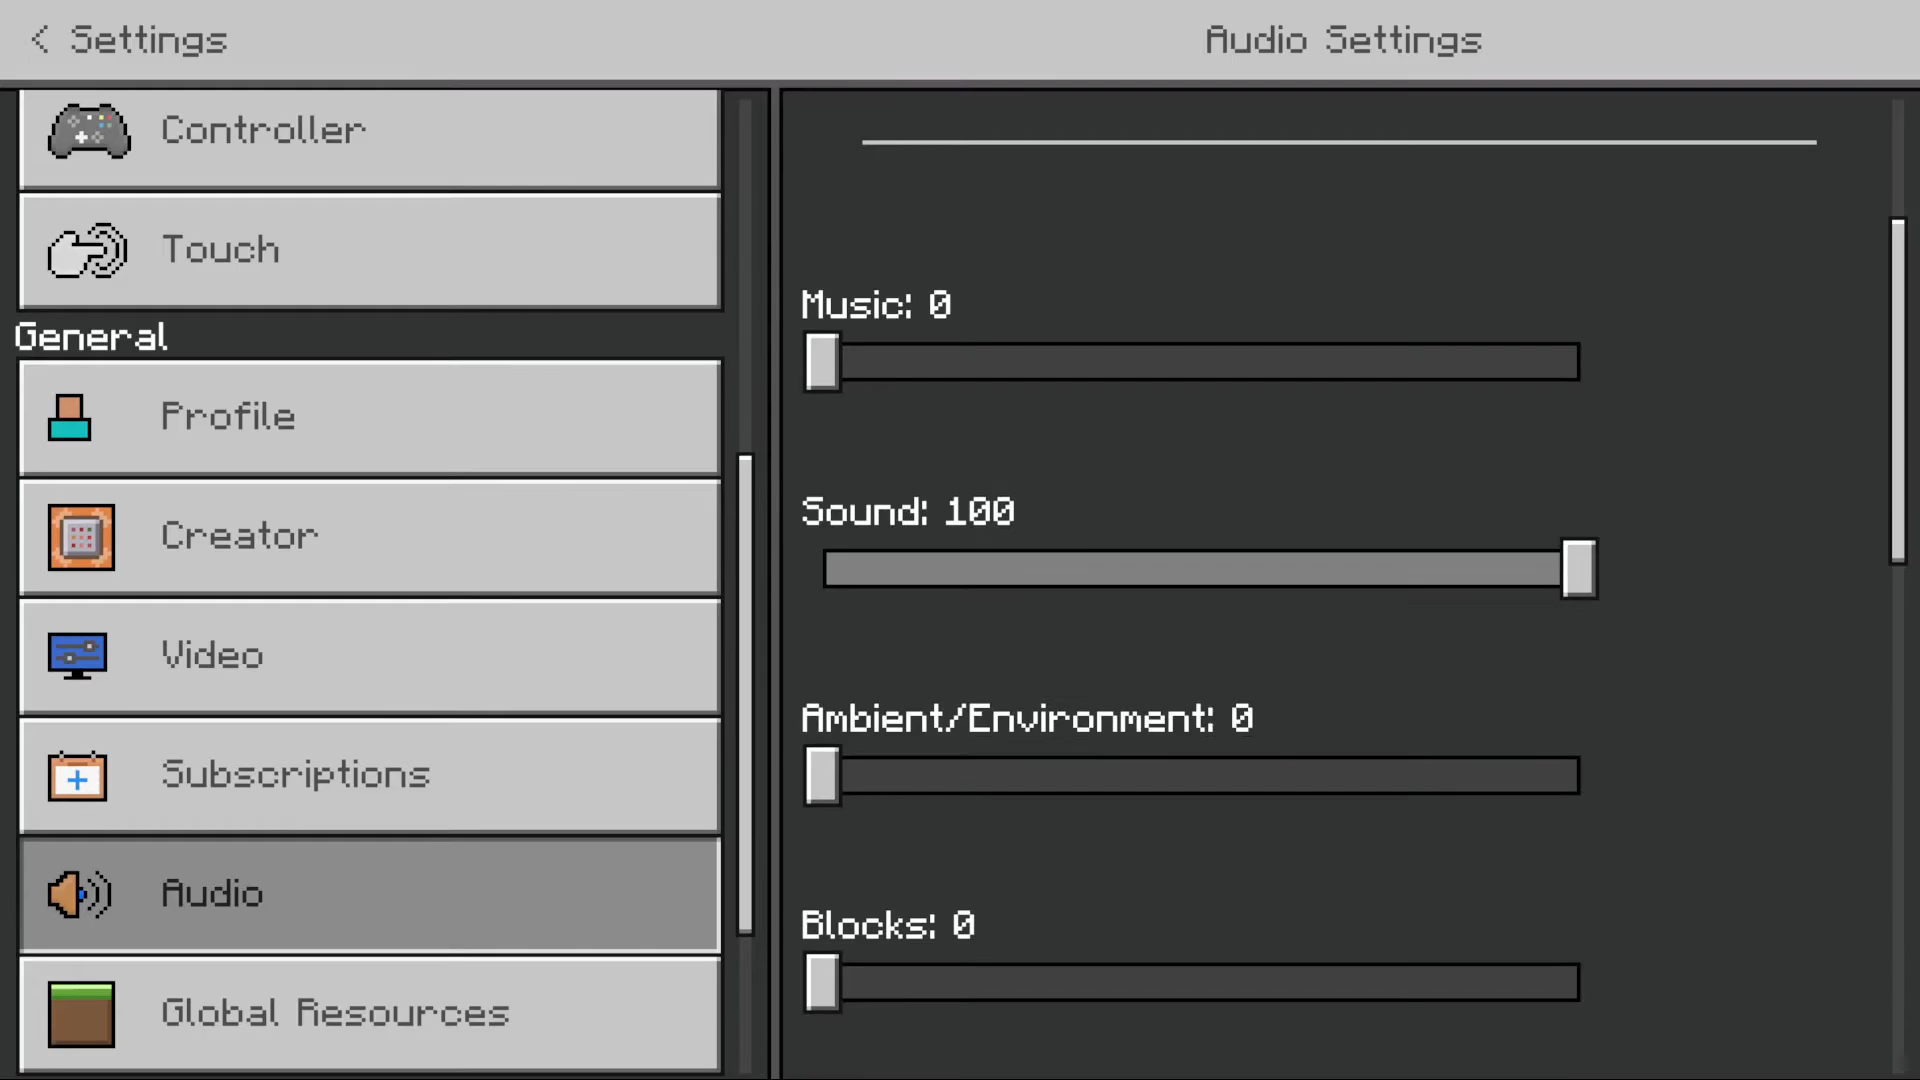 Settings
Audio Settings
Controller
Touch
General
Profile
Creator
Video
Subscriptions
Audio
Global Resources
Music: 0
Sound: 100
Ambient/Environment: 0
Blocks: 0